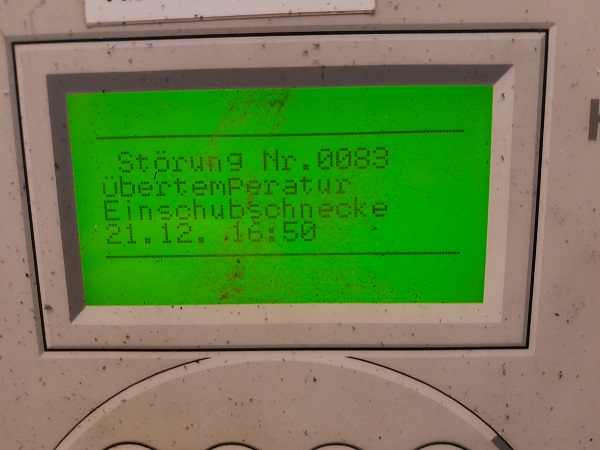 Störung Nr.0083
Übertemperatur
Einschubschnecke
21.12. 16:50